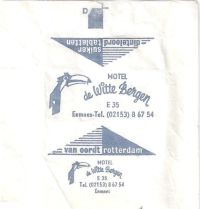 D
suiker
tabletten
dinteloord
MOTEL
de Witte Bergen
E 35
Eemnes-Tel. (02153) 8 67 54
van oordt rotterdam
MOTEL
de Witte Bergen
E 35
Tel. (02153) 8 67 54
Eemnes